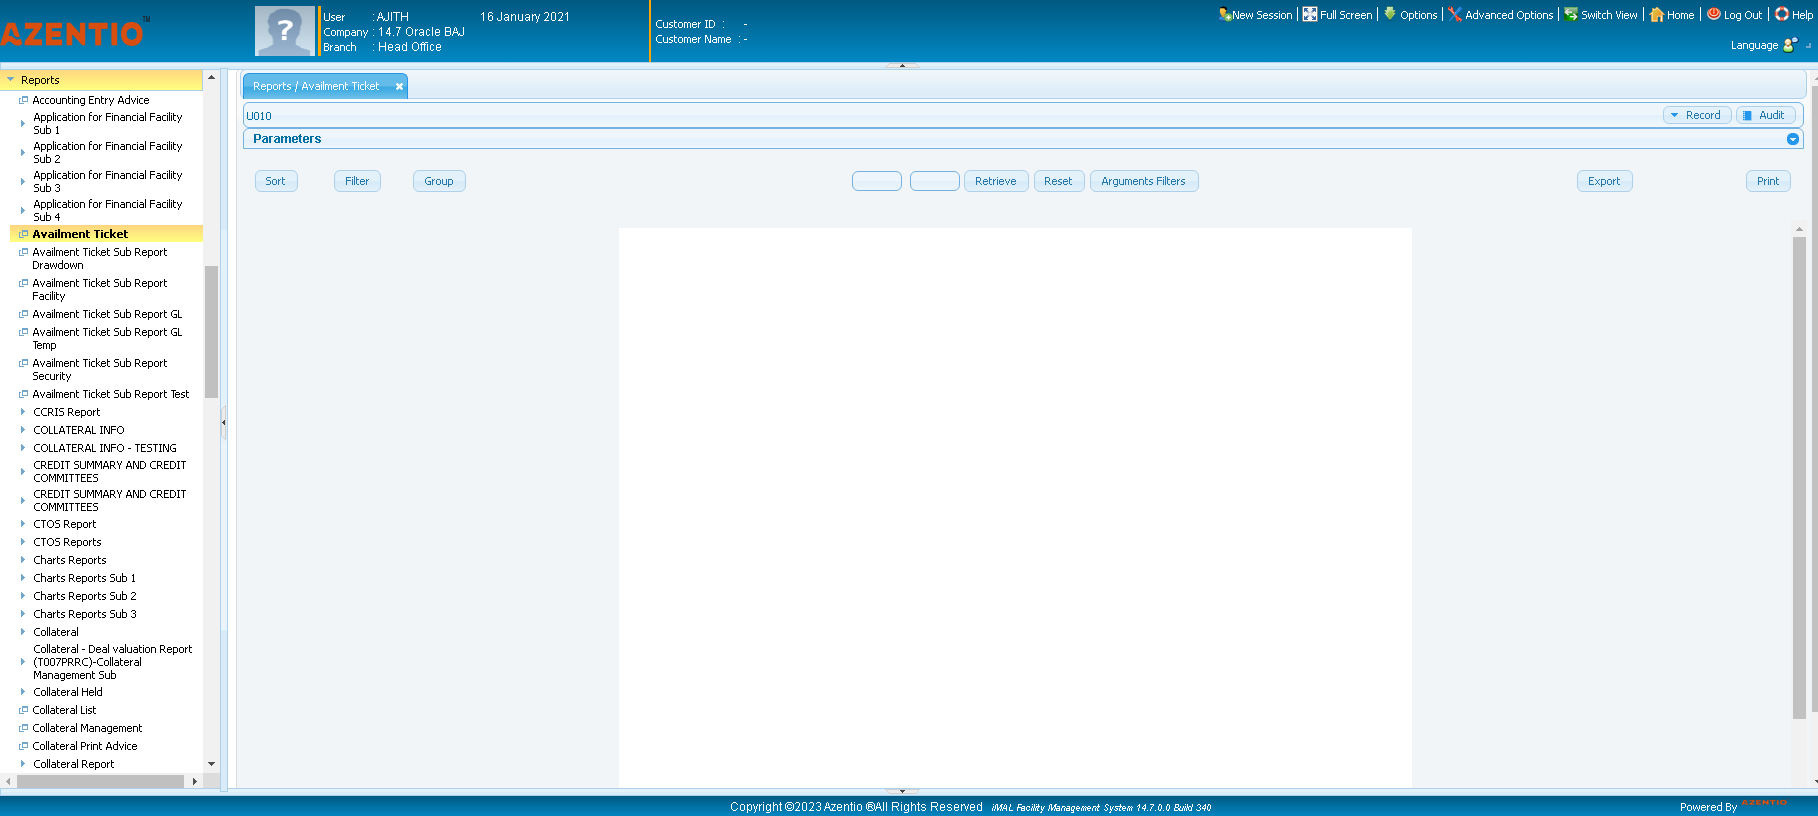 AZENTIO™
User : AJITH 16 January 2021
Company : 14.7 Oracle BAJ
Branch : Head Office
Customer ID : -
Customer Name : -
New Session | Full Screen | Options | Advanced Options | Switch View | Home | Log Out | Help
Language
Reports
Accounting Entry Advice
Application for Financial Facility
Sub 1
Application for Financial Facility
Sub 2
Application for Financial Facility
Sub 3
Application for Financial Facility
Sub 4
Availment Ticket
Availment Ticket Sub Report
Drawdown
Availment Ticket Sub Report
Facility
Availment Ticket Sub Report GL
Availment Ticket Sub Report GL
Temp
Availment Ticket Sub Report
Security
Availment Ticket Sub Report Test
CCRIS Report
COLLATERAL INFO
COLLATERAL INFO - TESTING
CREDIT SUMMARY AND CREDIT
COMMITTEES
CREDIT SUMMARY AND CREDIT
COMMITTEES
CTOS Report
CTOS Reports
Charts Reports
Charts Reports Sub 1
Charts Reports Sub 2
Charts Reports Sub 3
Collateral
Collateral - Deal valuation Report
(T007PRRC)-Collateral
Management Sub
Collateral Held
Collateral List
Collateral Management
Collateral Print Advice
Collateral Report
Reports / Availment Ticket
U010
Record Audit
Parameters
Sort Filter Group Retrieve Reset Arguments Filters Export Print
Copyright ©2023 Azentio ®All Rights Reserved iMAL Facility Management System 14.7.0.0 Build 340
Powered By AZENTIO